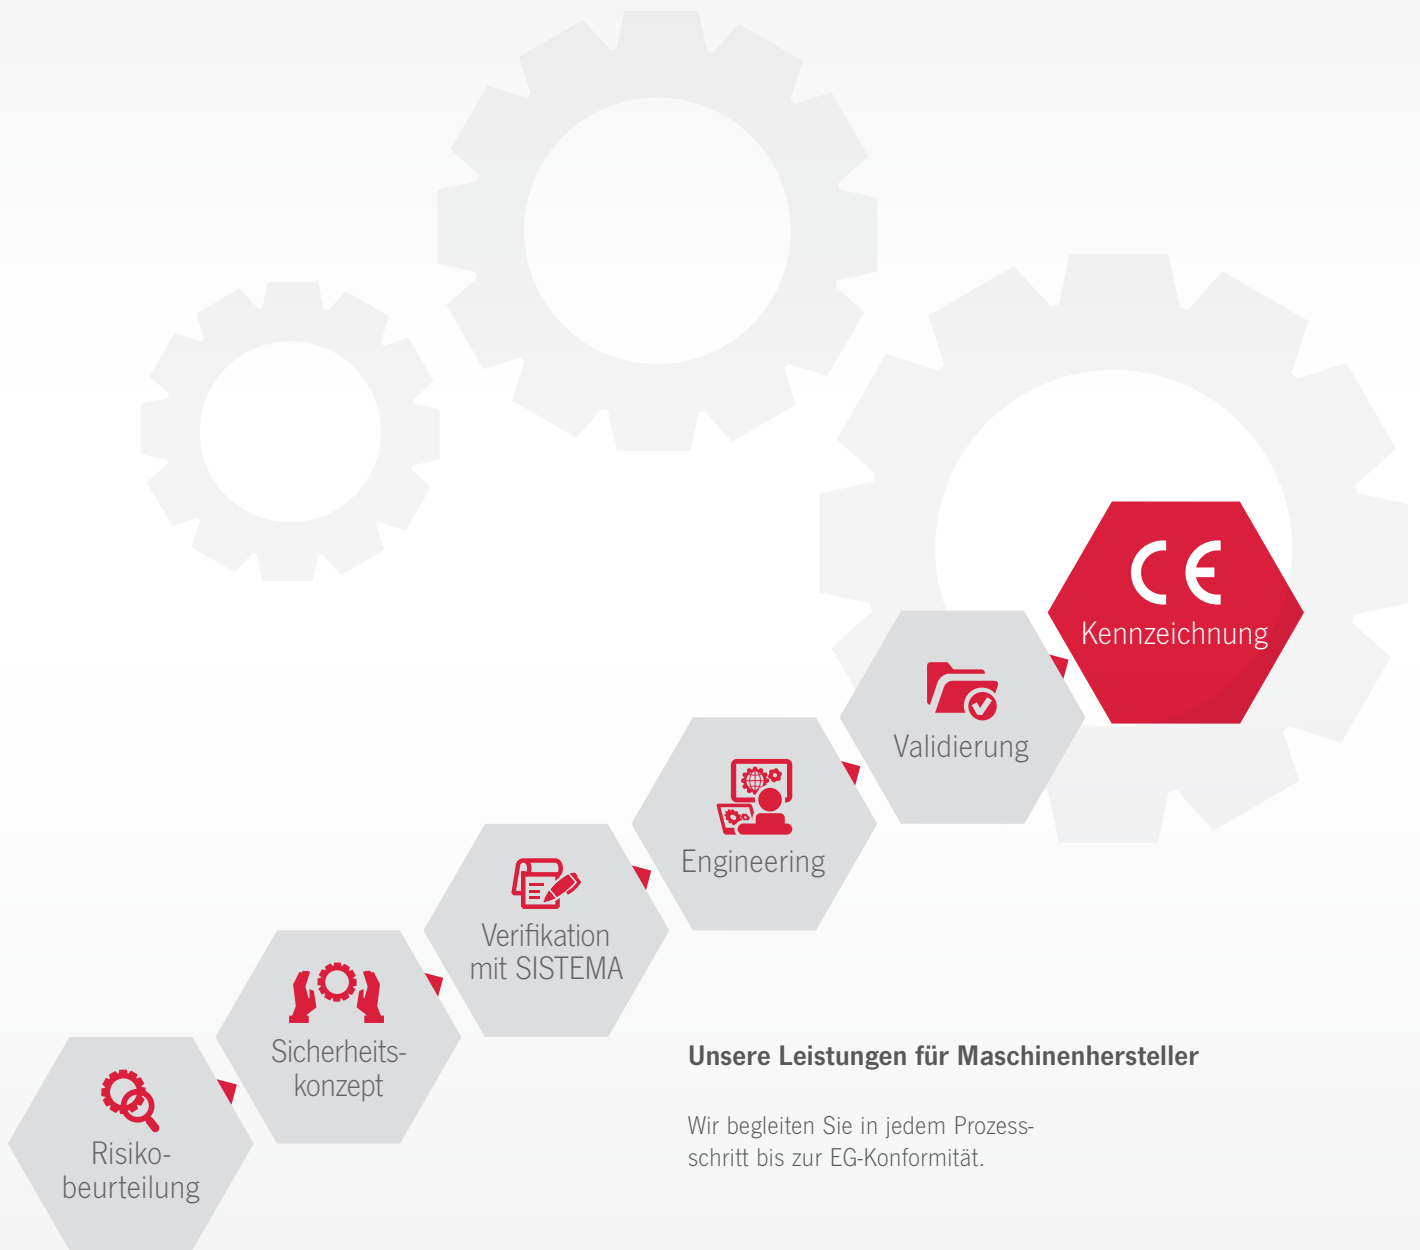 CE
Kennzeichnung
Validierung
Engineering
Verifikation
mit SISTEMA
Sicherheits-
konzept
Risiko-
beurteilung
Unsere Leistungen für Maschinenhersteller
Wir begleiten Sie in jedem Prozess-
schritt bis zur EG-Konformität.